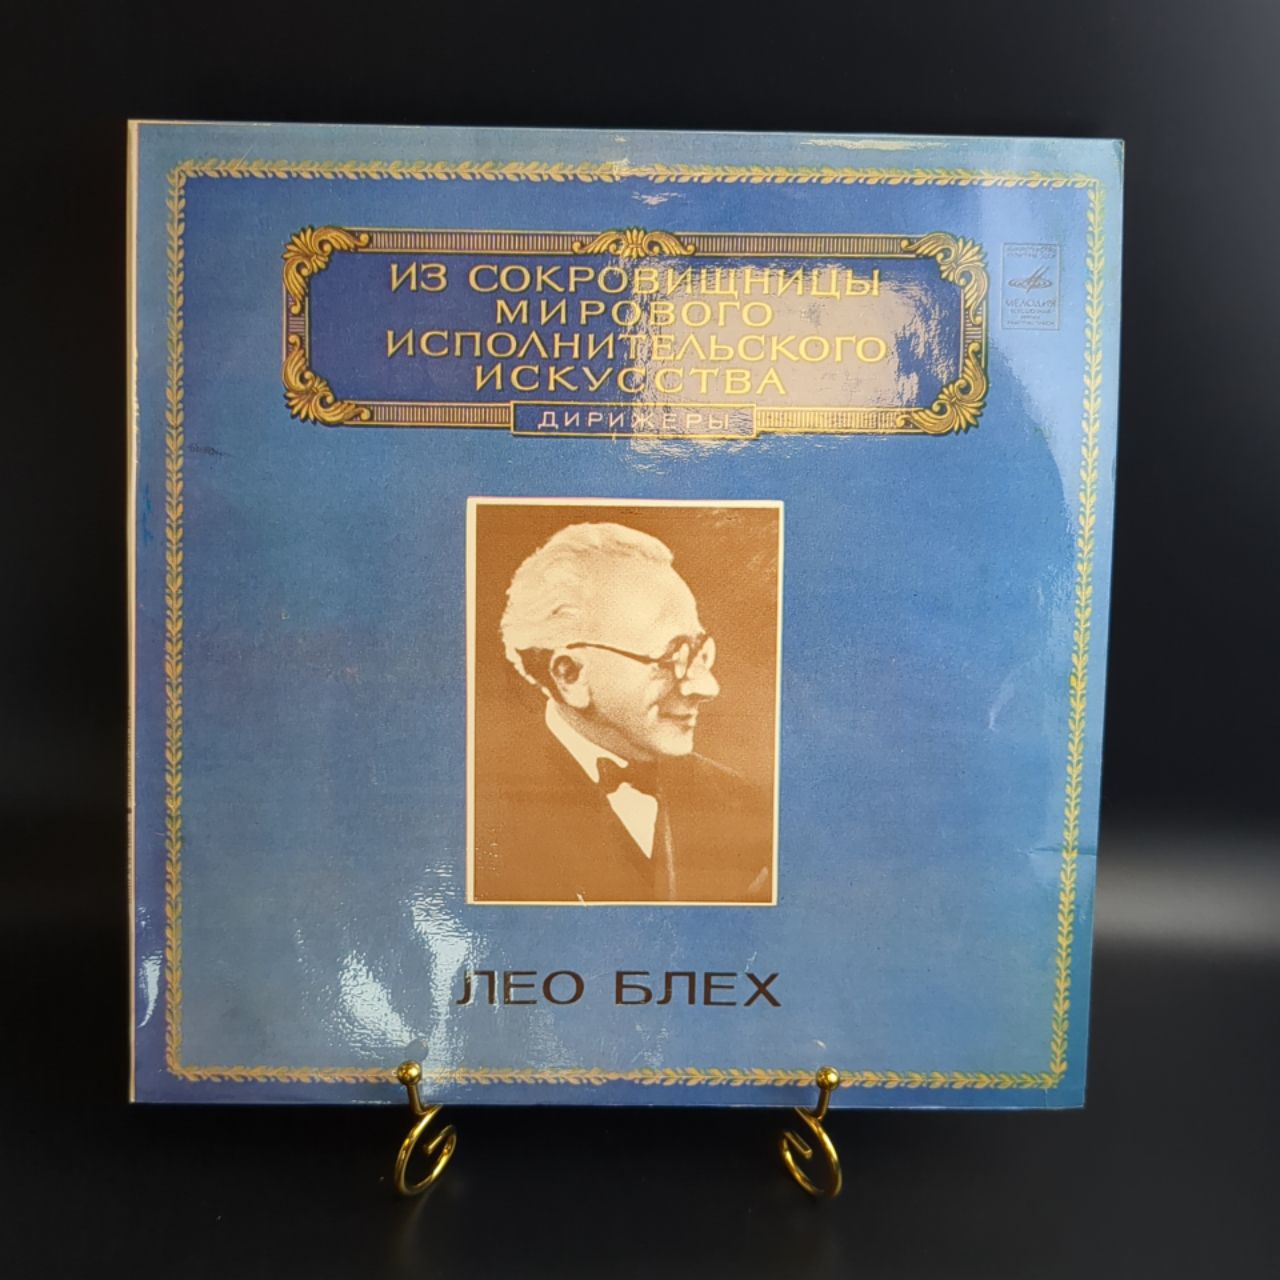 ИЗ СОКРОВИЩНИЦЫ
МИРОВОГО
ИСПОЛНИТЕЛЬСКОГО
ИСКУССТВА
ДИРИЖЕРЫ
МЕЛОДИЯ
ЛЕО БЛЕХ